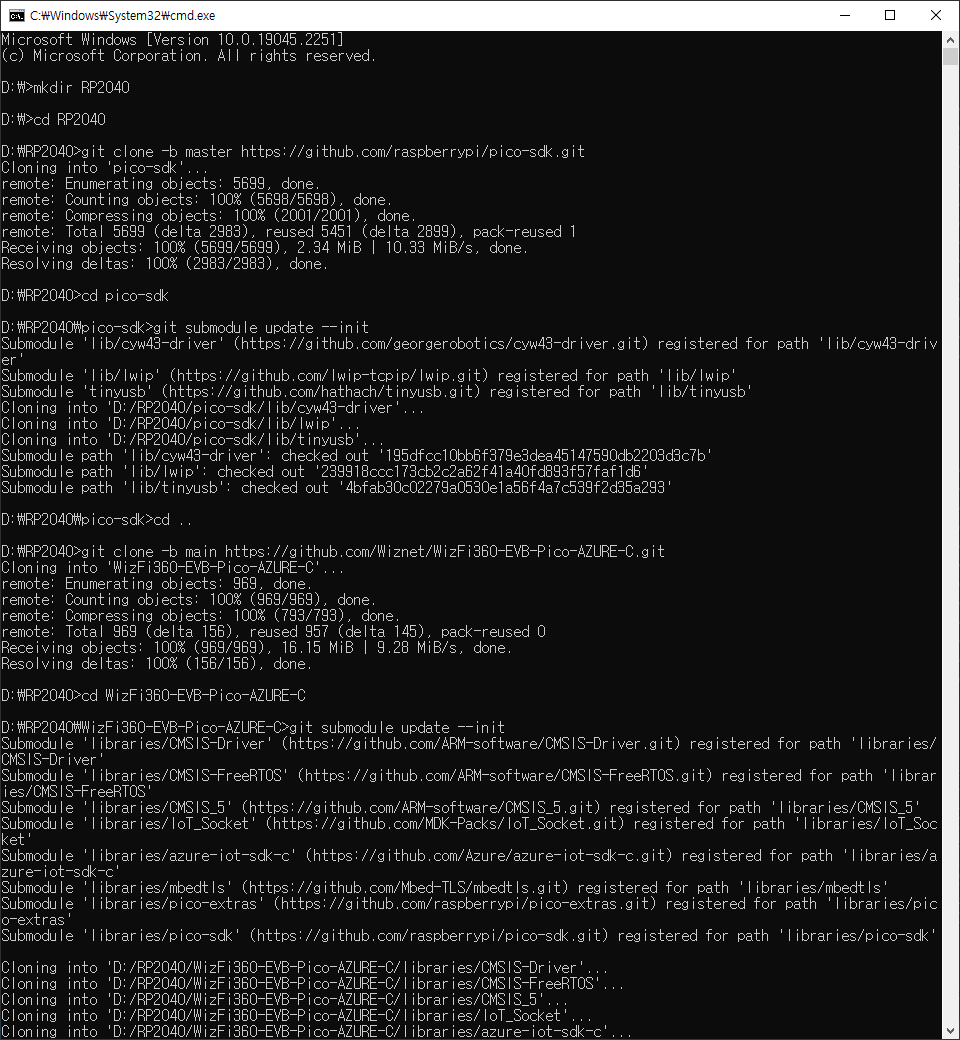 C:₩Windows₩System32₩cmd.exe
Microsoft Windows [Version 10.0.19045.2251]
(c) Microsoft Corporation. All rights reserved.
D:₩>mkdir RP2040
D:₩>cd RP2040
D:₩RP2040>git clone -b master https://github.com/raspberrypi/pico-sdk.git
Cloning into 'pico-sdk'...
remote: Enumerating objects: 5699, done.
remote: Counting objects: 100% (5698/5698), done.
remote: Compressing objects: 100% (2001/2001), done.
remote: Total 5699 (delta 2983), reused 5451 (delta 2899), pack-reused 1
Receiving objects: 100% (5699/5699), 2.34 MiB | 10.33 MiB/s, done.
Resolving deltas: 100% (2983/2983), done.
D:₩RP2040>cd pico-sdk
D:₩RP2040₩pico-sdk>git submodule update --init
Submodule 'lib/cyw43-driver' (https://github.com/georgerobotics/cyw43-driver.git) registered for path 'lib/cyw43-driv
er'
Submodule 'lib/lwip' (https://github.com/lwip-tcpip/lwip.git) registered for path 'lib/lwip'
Submodule 'tinyusb' (https://github.com/hathach/tinyusb.git) registered for path 'lib/tinyusb'
Cloning into 'D:/RP2040/pico-sdk/lib/cyw43-driver'...
Cloning into 'D:/RP2040/pico-sdk/lib/lwip'...
Cloning into 'D:/RP2040/pico-sdk/lib/tinyusb'...
Submodule path 'lib/cyw43-driver': checked out '195dfcc10bb6f379e3dea45147590db2203d3c7b'
Submodule path 'lib/lwip': checked out '239918ccc173cb2c2a62f41a40fd893f57faf1d6'
Submodule path 'lib/tinyusb': checked out '4bfab30c02279a0530e1a56f4a7c539f2d35a293'
D:₩RP2040₩pico-sdk>cd ..
D:₩RP2040>git clone -b main https://github.com/Wiznet/WizFi360-EVB-Pico-AZURE-C.git
Cloning into 'WizFi360-EVB-Pico-AZURE-C'...
remote: Enumerating objects: 969, done.
remote: Counting objects: 100% (969/969), done.
remote: Compressing objects: 100% (793/793), done.
remote: Total 969 (delta 156), reused 957 (delta 145), pack-reused 0
Receiving objects: 100% (969/969), 16.15 MiB | 9.28 MiB/s, done.
Resolving deltas: 100% (156/156), done.
D:₩RP2040>cd WizFi360-EVB-Pico-AZURE-C
D:₩RP2040₩WizFi360-EVB-Pico-AZURE-C>git submodule update --init
Submodule 'libraries/CMSIS-Driver' (https://github.com/ARM-software/CMSIS-Driver.git) registered for path 'libraries/
CMSIS-Driver'
Submodule 'libraries/CMSIS-FreeRTOS' (https://github.com/ARM-software/CMSIS-FreeRTOS.git) registered for path 'librar
ies/CMSIS-FreeRTOS'
Submodule 'libraries/CMSIS_5' (https://github.com/ARM-software/CMSIS_5.git) registered for path 'libraries/CMSIS_5'
Submodule 'libraries/IoT_Socket' (https://github.com/MDK-Packs/IoT_Socket.git) registered for path 'libraries/IoT_Soc
ket'
Submodule 'libraries/azure-iot-sdk-c' (https://github.com/Azure/azure-iot-sdk-c.git) registered for path 'libraries/a
zure-iot-sdk-c'
Submodule 'libraries/mbedtls' (https://github.com/Mbed-TLS/mbedtls.git) registered for path 'libraries/mbedtls'
Submodule 'libraries/pico-extras' (https://github.com/raspberrypi/pico-extras.git) registered for path 'libraries/pic
o-extras'
Submodule 'libraries/pico-sdk' (https://github.com/raspberrypi/pico-sdk.git) registered for path 'libraries/pico-sdk'
Cloning into 'D:/RP2040/WizFi360-EVB-Pico-AZURE-C/libraries/CMSIS-Driver'...
Cloning into 'D:/RP2040/WizFi360-EVB-Pico-AZURE-C/libraries/CMSIS-FreeRTOS'...
Cloning into 'D:/RP2040/WizFi360-EVB-Pico-AZURE-C/libraries/CMSIS_5'...
Cloning into 'D:/RP2040/WizFi360-EVB-Pico-AZURE-C/libraries/IoT_Socket'...
Cloning into 'D:/RP2040/WizFi360-EVB-Pico-AZURE-C/libraries/azure-iot-sdk-c'...